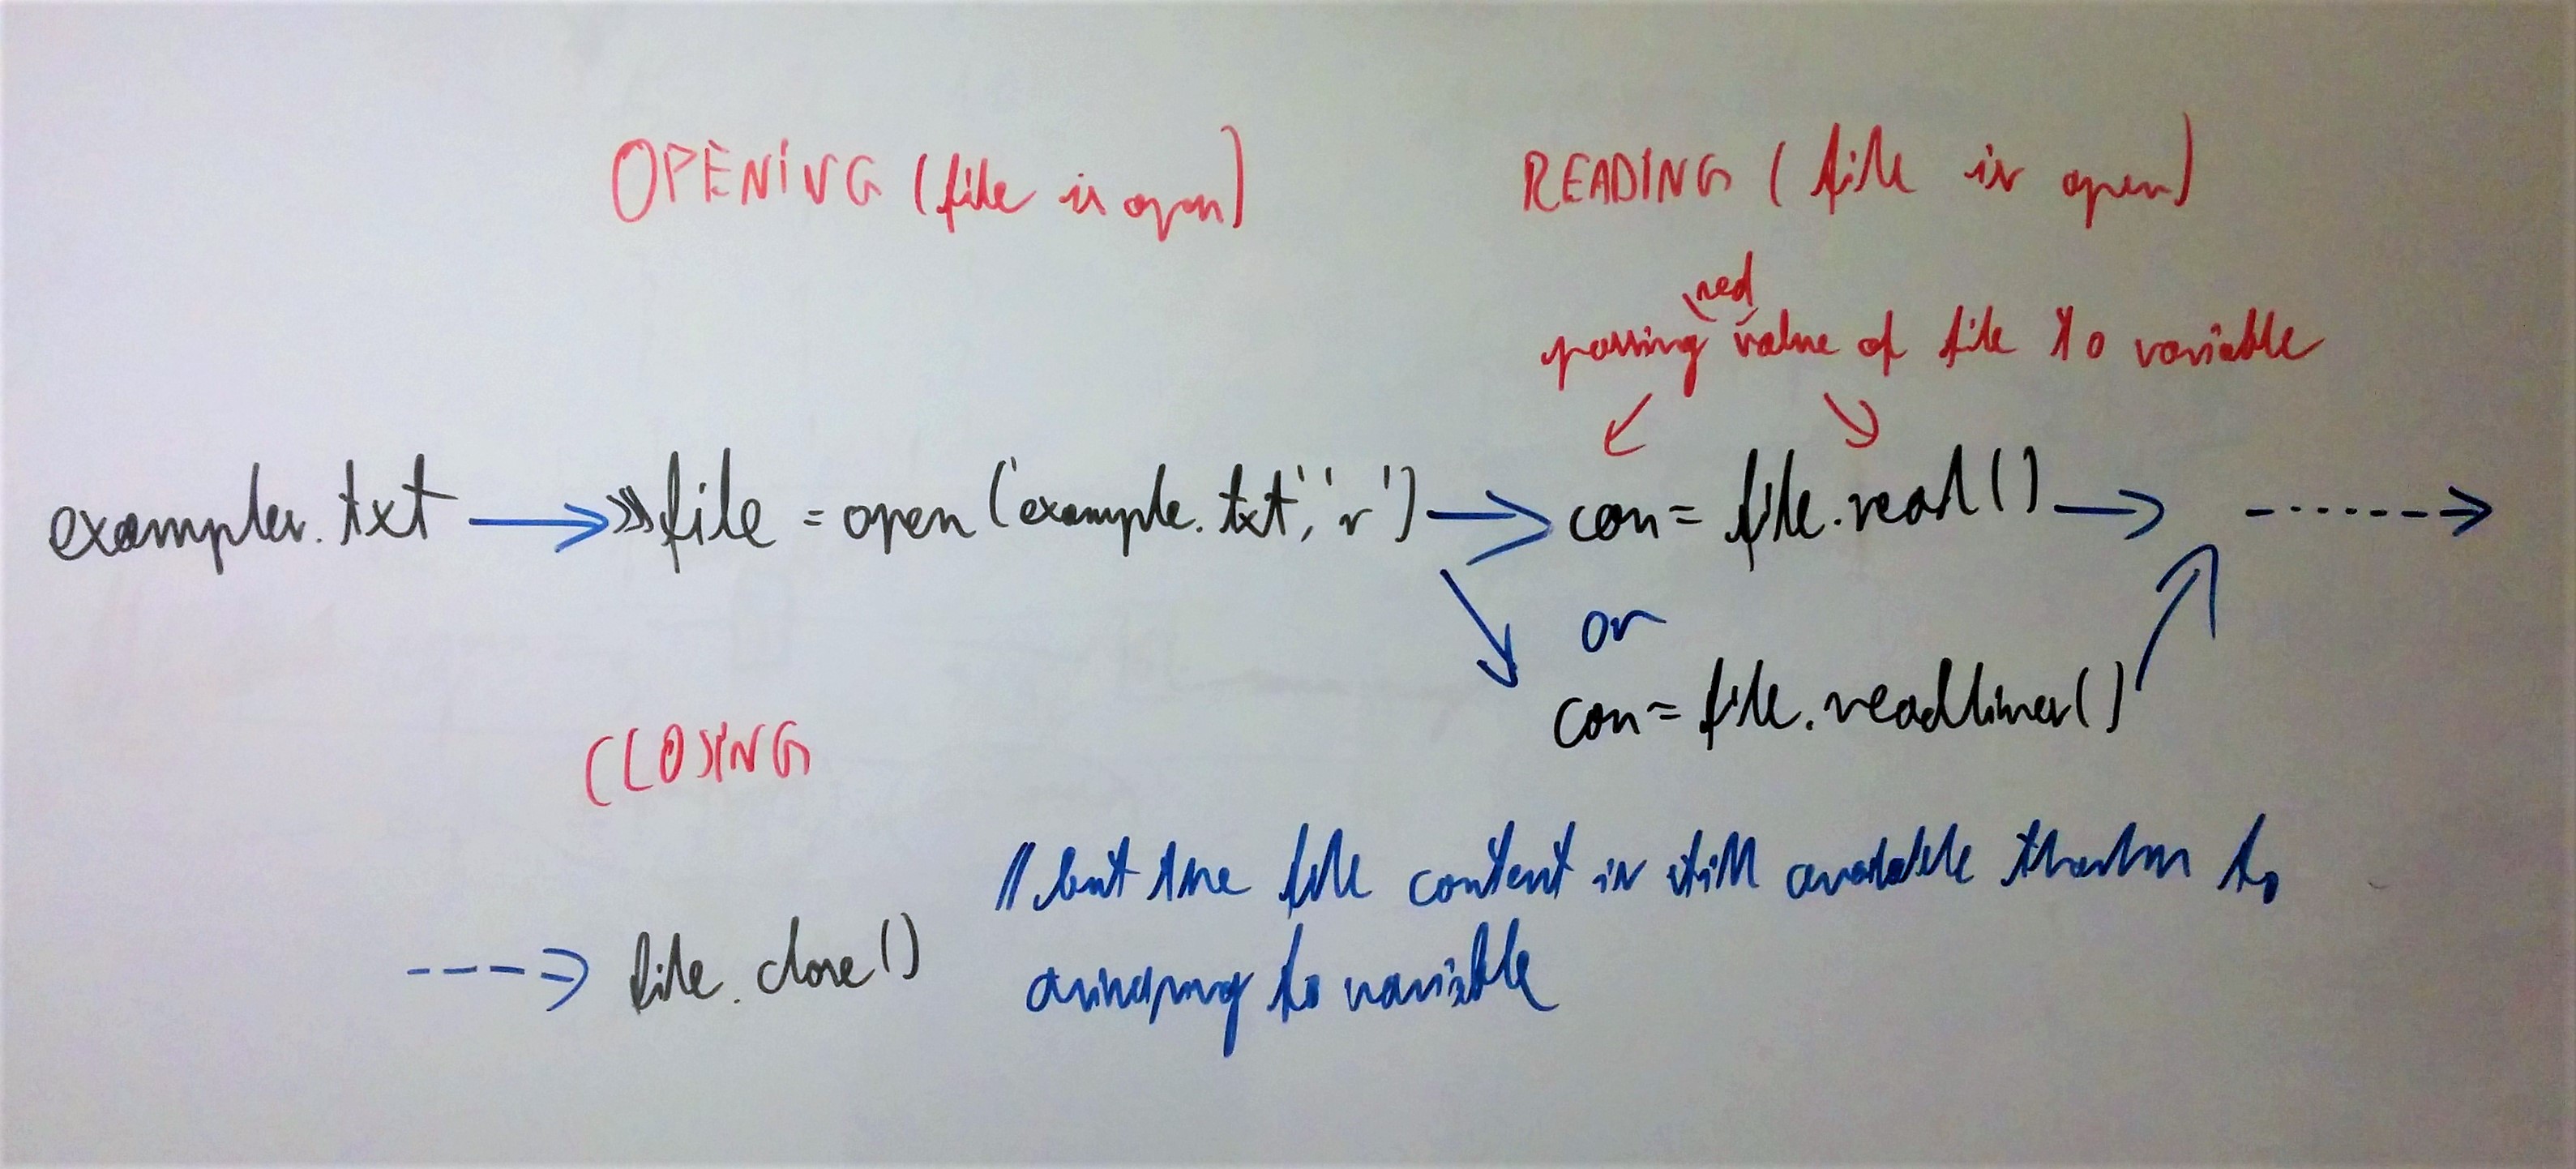 OPENING (file is open)
READING (file is open)
red
passing value of file to variable
examples.txt >>> file = open('example.txt', 'r') con = file.read()
or
con = file.readlines()
CLOSING
// but the file content is still available to
file.close()
to variable